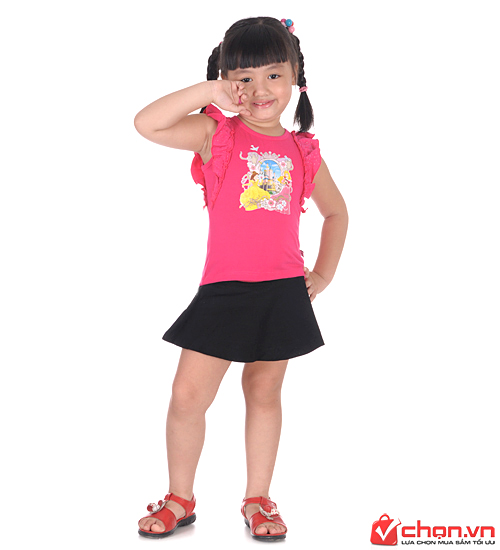 chọn.vn
LỰA CHỌN MUA SẮM TỐI ƯU